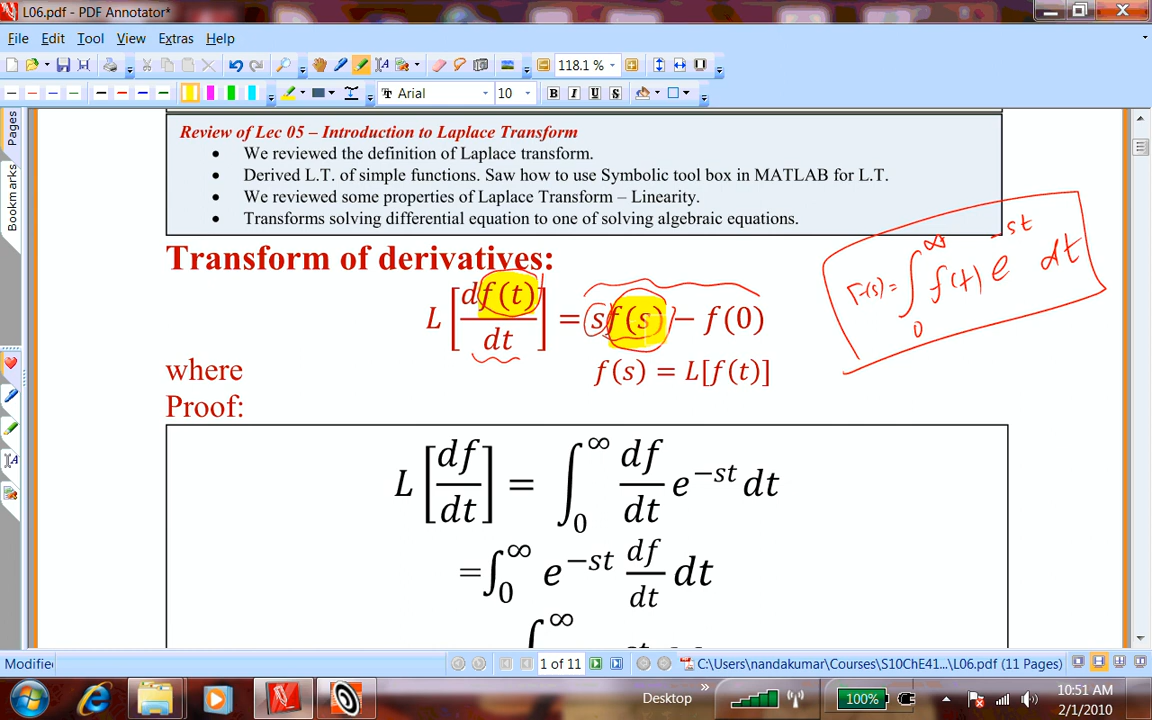 L06.pdf - PDF Annotator*
File Edit Tool View Extras Help
118.1 %
Arial 10 B I U S
Pages
Bookmarks
Review of Lec 05 – Introduction to Laplace Transform
• We reviewed the definition of Laplace transform.
• Derived L.T. of simple functions. Saw how to use Symbolic tool box in MATLAB for L.T.
• We reviewed some properties of Laplace Transform – Linearity.
• Transforms solving differential equation to one of solving algebraic equations.
Transform of derivatives:
L[df(t)/dt] = sf(s) − f(0)
F(s) = ∫₀^∞ f(t) e^−st dt
where f(s) = L[f(t)]
Proof:
L[df/dt] = ∫₀^∞ df/dt e^−st dt
=∫₀^∞ e^−st df/dt dt
∫^∞
Modified
1 of 11
C:\Users\nandakumar\Courses\S10ChE41...\L06.pdf (11 Pages)
Desktop » 100% 10:51 AM
2/1/2010